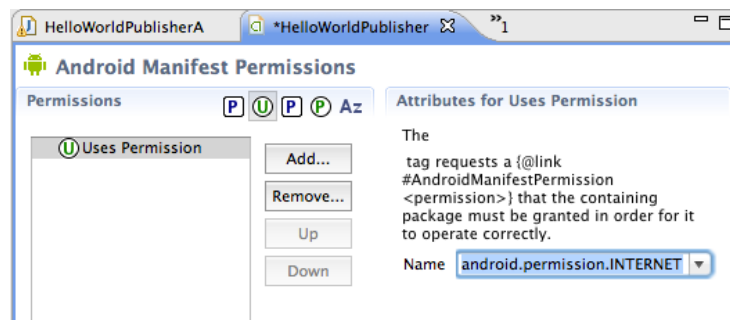 HelloWorldPublisherA
*HelloWorldPublisher
»1
Android Manifest Permissions
Permissions
P U P P Az
Attributes for Uses Permission
U Uses Permission
Add...
Remove...
Up
Down
The
tag requests a {@link
#AndroidManifestPermission
<permission>} that the containing
package must be granted in order for it
to operate correctly.
Name android.permission.INTERNET